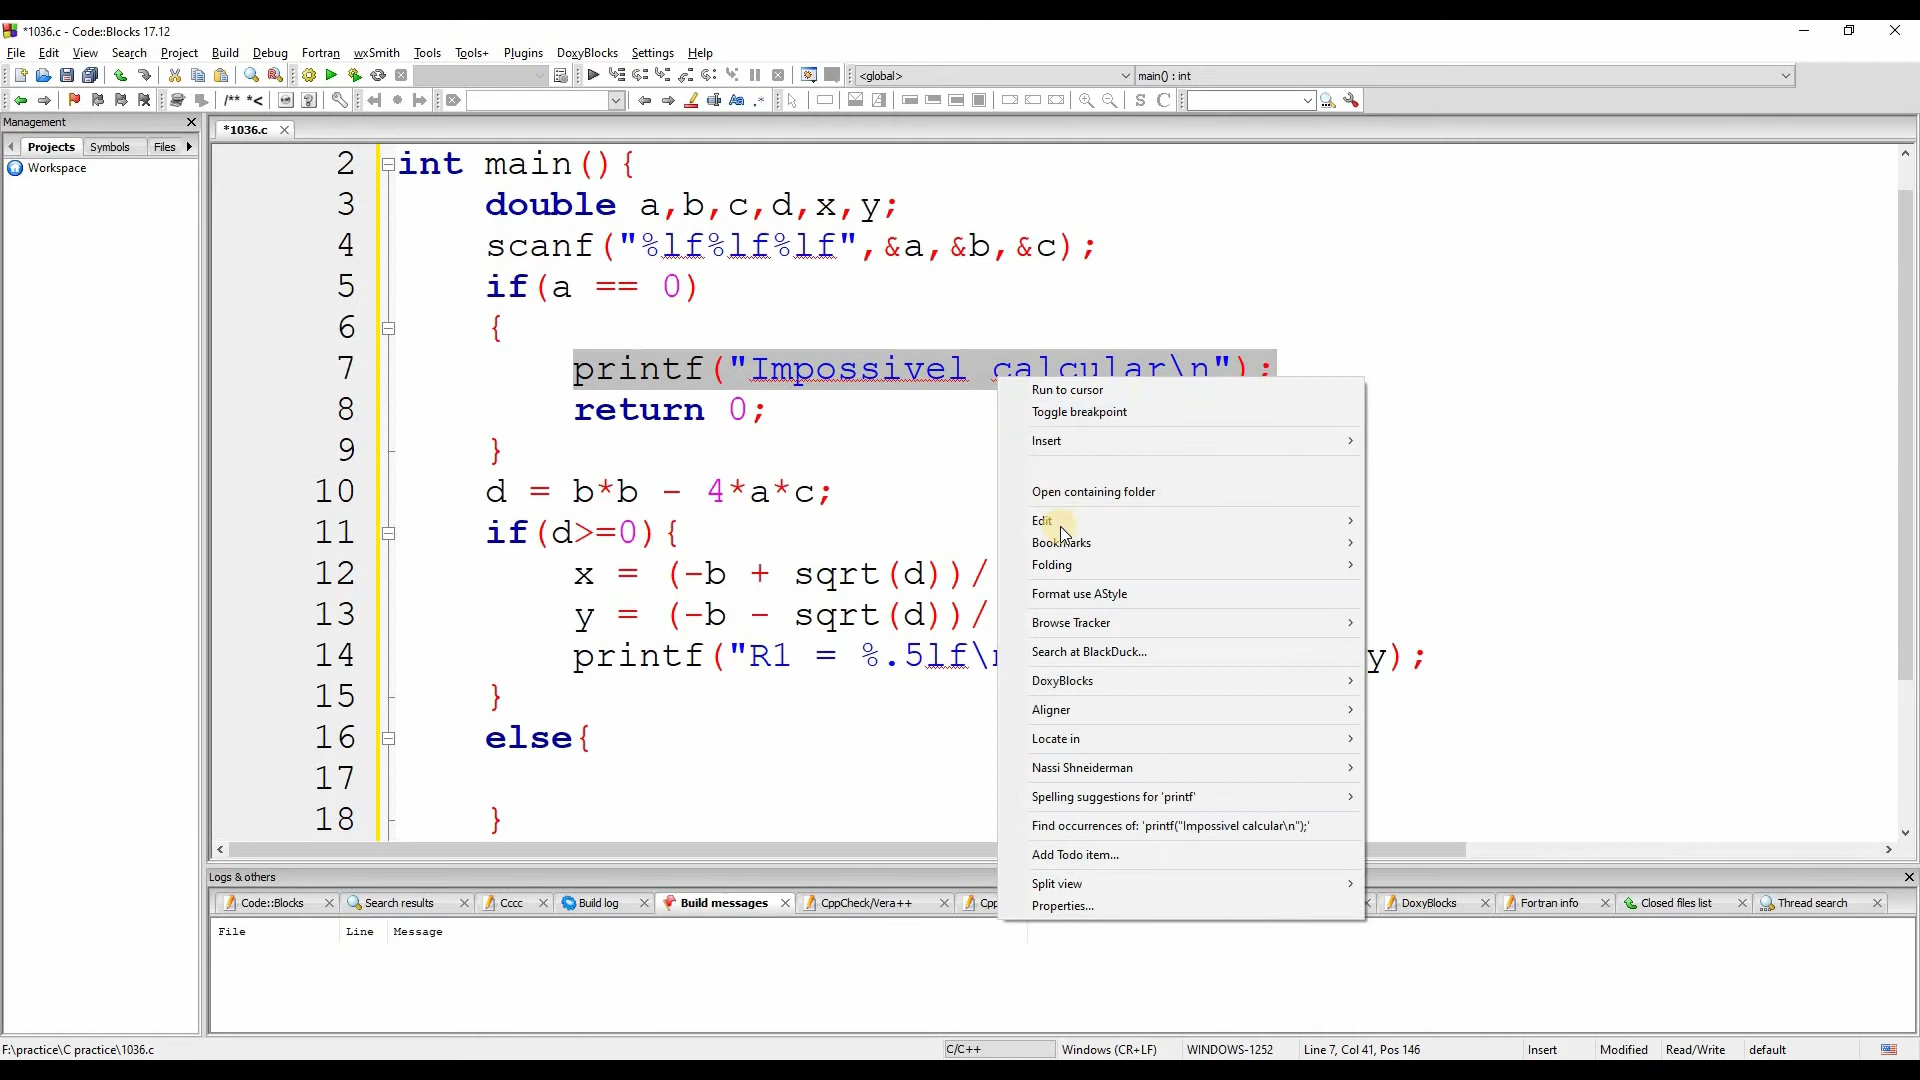 *1036.c - Code::Blocks 17.12
File Edit View Search Project Build Debug Fortran wxSmith Tools Tools+ Plugins DoxyBlocks Settings Help
<global> main() : int
/** *<
Aa .* S C
Management
Projects Symbols Files
Workspace
*1036.c
2 int main(){
3 double a,b,c,d,x,y;
4 scanf("%lf%lf%lf",&a,&b,&c);
5 if(a == 0)
6 {
7 printf("Impossivel calcular\n");
8 return 0;
9 }
10 d = b*b - 4*a*c;
11 if(d>=0){
12 x = (-b + sqrt(d))/
13 y = (-b - sqrt(d))/
14 printf("R1 = %.5lf\ y);
15 }
16 else{
17
18 }
Run to cursor
Toggle breakpoint
Insert
Open containing folder
Edit
Bookmarks
Folding
Format use AStyle
Browse Tracker
Search at BlackDuck...
DoxyBlocks
Aligner
Locate in
Nassi Shneiderman
Spelling suggestions for 'printf'
Find occurrences of: 'printf("Impossivel calcular\n");'
Add Todo item...
Split view
Properties...
Logs & others
Code::Blocks Search results Cccc Build log Build messages CppCheck/Vera++ Cp DoxyBlocks Fortran info Closed files list Thread search
File Line Message
F:\practice\C practice\1036.c C/C++ Windows (CR+LF) WINDOWS-1252 Line 7, Col 41, Pos 146 Insert Modified Read/Write default